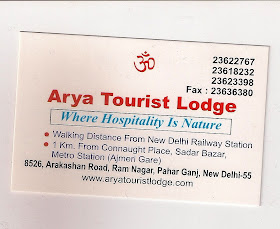 ॐ
23622767
23618232
23623398
Fax : 23636380
Arya Tourist Lodge
Where Hospitality Is Nature
• Walking Distance From New Delhi Railway Station
• 1 Km. From Connaught Place, Sadar Bazar,
Metro Station (Ajmeri Gare)
8526, Arakashan Road, Ram Nagar, Pahar Ganj, New Delhi-55
www.aryatouristlodge.com